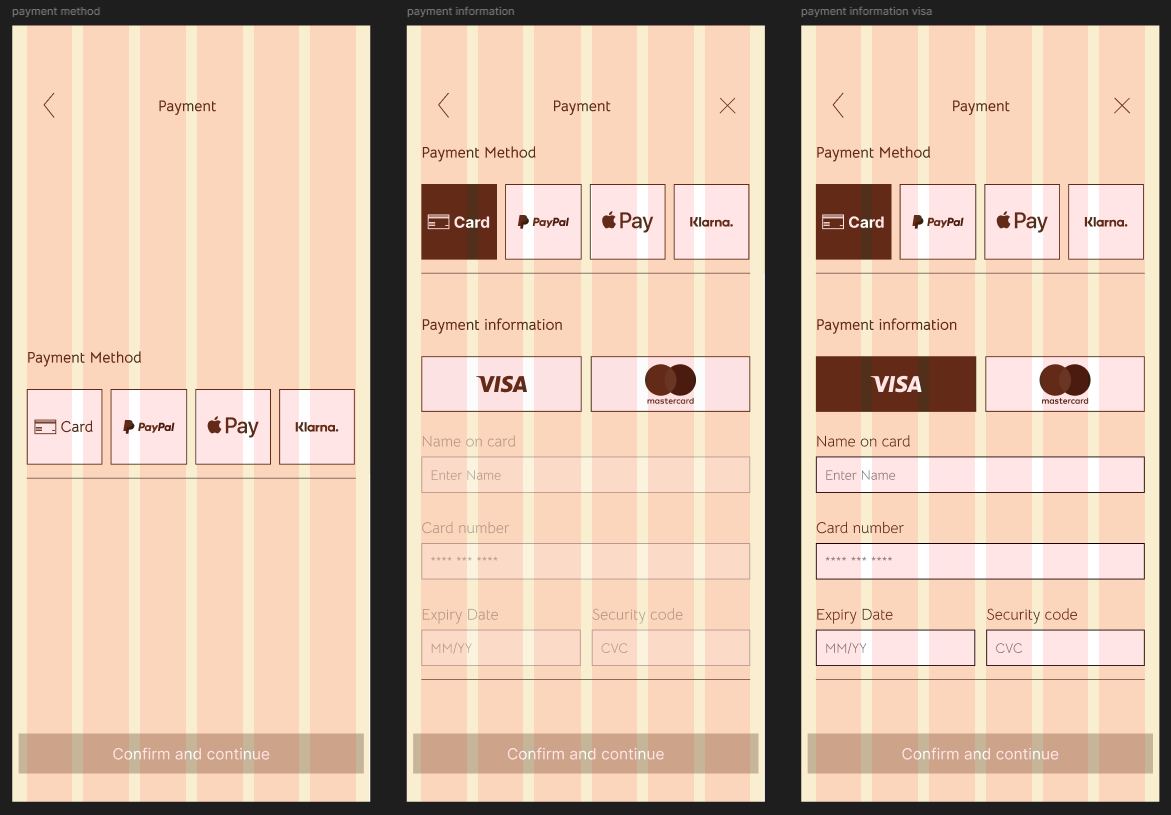 payment method
Payment
Payment Method
Card
PayPal
Pay
Klarna.
Confirm and continue
payment information
Payment
Payment Method
Card
PayPal
Pay
Klarna.
Payment information
VISA
mastercard
Name on card
Enter Name
Card number
**** *** ****
Expiry Date Security code
MM/YY CVC
Confirm and continue
payment information visa
Payment
Payment Method
Card
PayPal
Pay
Klarna.
Payment information
VISA
mastercard
Name on card
Enter Name
Card number
**** *** ****
Expiry Date Security code
MM/YY CVC
Confirm and continue